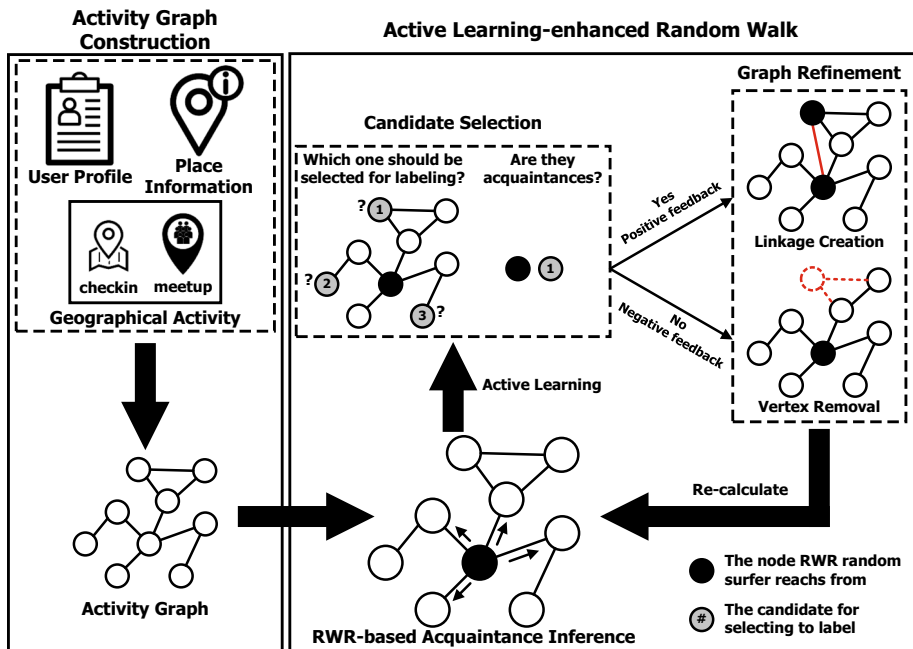 Activity Graph
Construction
User Profile
Place
Information
checkin
meetup
Geographical Activity
Activity Graph
Active Learning-enhanced Random Walk
Candidate Selection
Which one should be
selected for labeling?
Are they
acquaintances?
? 1
? 2
3 ?
1
Yes
Positive feedback
No
Negative feedback
Graph Refinement
Linkage Creation
Vertex Removal
Active Learning
Re-calculate
RWR-based Acquaintance Inference
The node RWR random
surfer reachs from
#
The candidate for
selecting to label